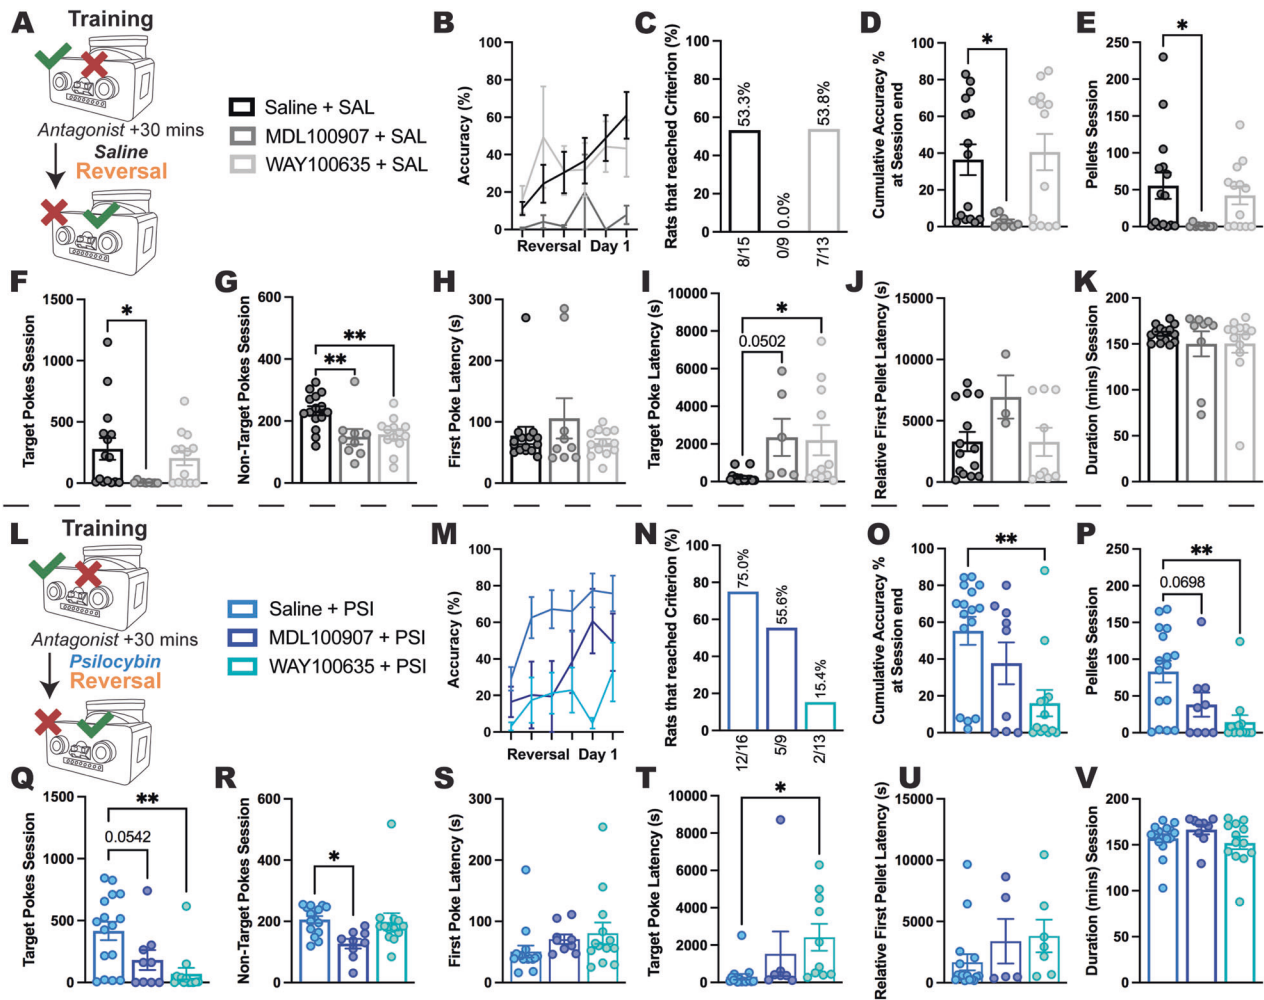 A
Training
Antagonist +30 mins
Saline
Reversal
Saline + SAL
MDL100907 + SAL
WAY100635 + SAL
B
Accuracy (%)
100
80
60
40
20
0
Reversal Day 1
C
Rats that reached Criterion (%)
100
80
60
40
20
0
53.3%
0.0%
53.8%
8/15
0/9
7/13
D
Cumulative Accuracy %
at Session end
100
80
60
40
20
0
*
E
Pellets Session
250
200
150
100
50
0
*
F
Target Pokes Session
1500
1000
500
0
*
G
Non-Target Pokes Session
600
400
200
0
**
**
H
First Poke Latency (s)
300
200
100
0
I
Target Poke Latency (s)
10000
8000
6000
4000
2000
0
*
0.0502
J
Relative First Pellet Latency (s)
15000
10000
5000
0
K
Duration (mins) Session
200
150
100
50
0
L
Training
Antagonist +30 mins
Psilocybin
Reversal
Saline + PSI
MDL100907 + PSI
WAY100635 + PSI
M
Accuracy (%)
100
80
60
40
20
0
Reversal Day 1
N
Rats that reached Criterion (%)
100
80
60
40
20
0
75.0%
55.6%
15.4%
12/16
5/9
2/13
O
Cumulative Accuracy %
at Session end
100
80
60
40
20
0
**
P
Pellets Session
250
200
150
100
50
0
**
0.0698
Q
Target Pokes Session
1500
1000
500
0
**
0.0542
R
Non-Target Pokes Session
600
400
200
0
*
S
First Poke Latency (s)
300
200
100
0
T
Target Poke Latency (s)
10000
8000
6000
4000
2000
0
*
U
Relative First Pellet Latency (s)
15000
10000
5000
0
V
Duration (mins) Session
200
150
100
50
0